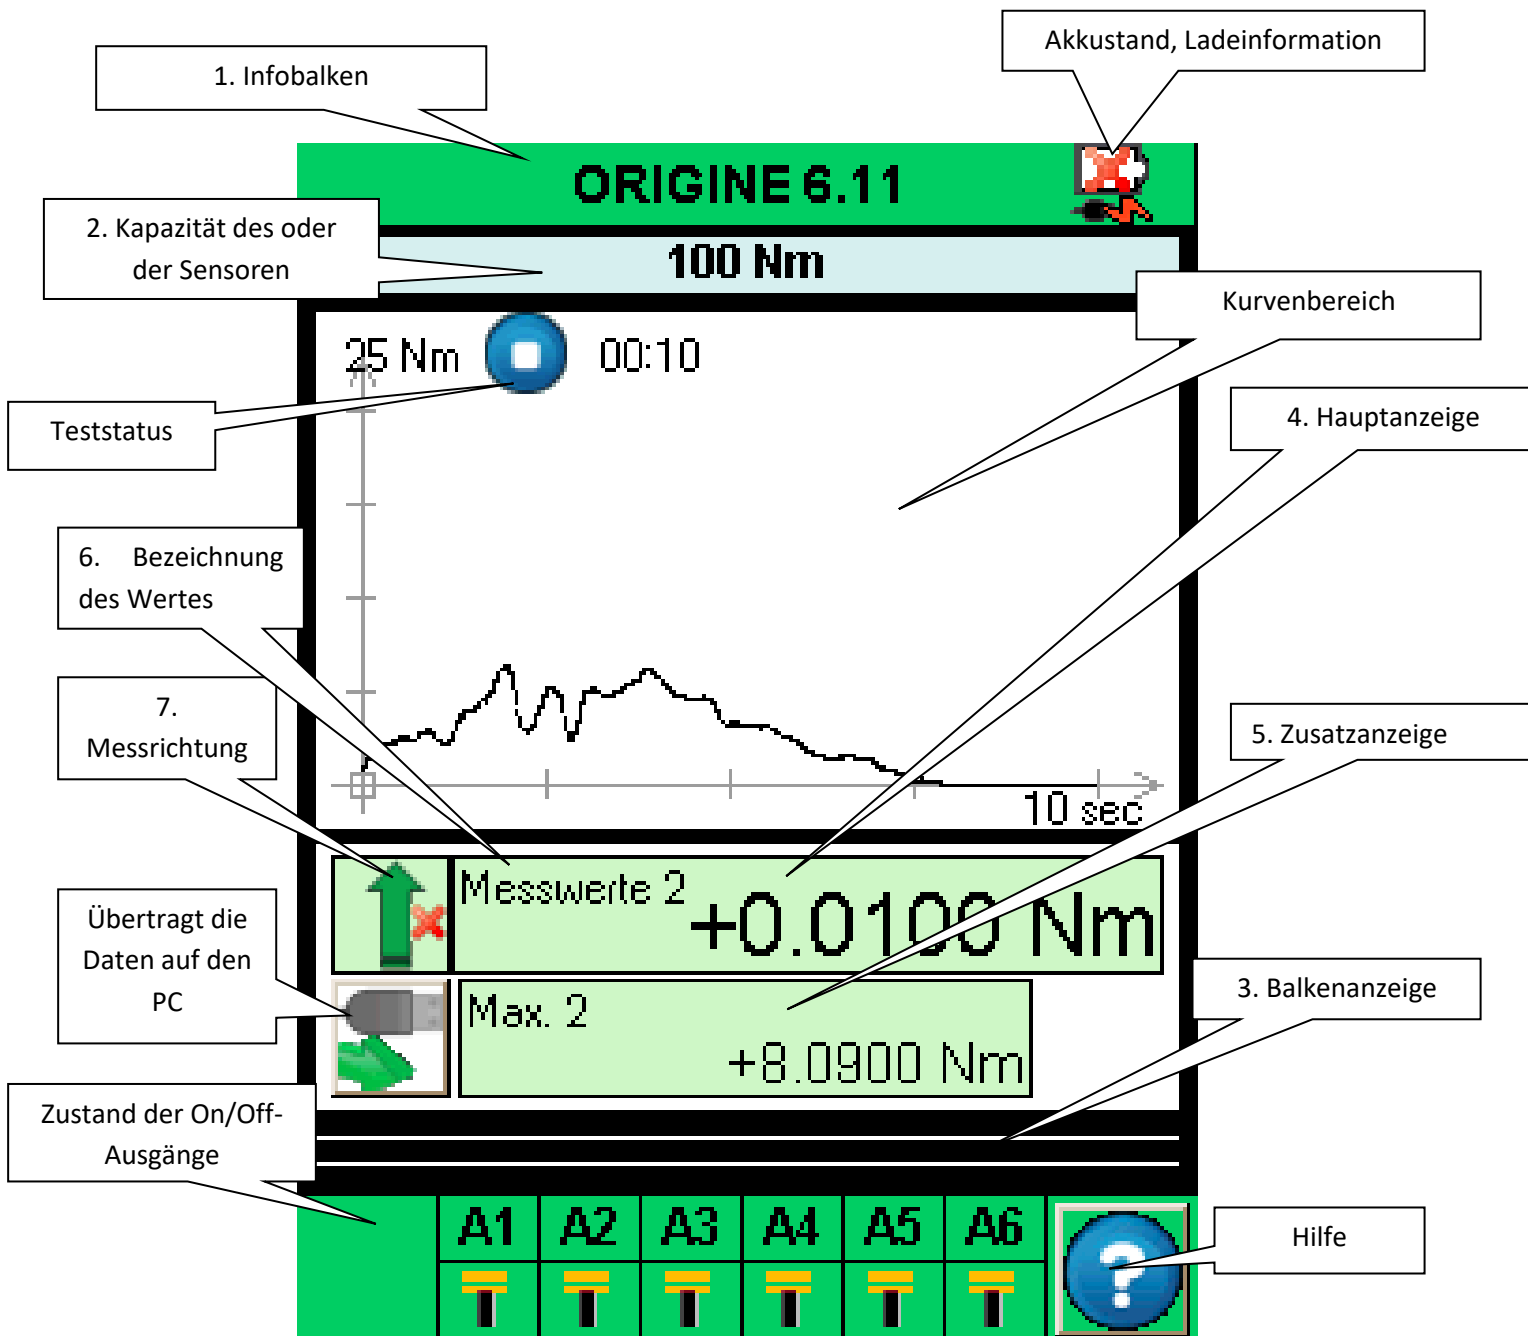 Akkustand, Ladeinformation
1. Infobalken
ORIGINE 6.11
2. Kapazität des oder
der Sensoren
100 Nm
Kurvenbereich
25 Nm
00:10
Teststatus
4. Hauptanzeige
6. Bezeichnung
des Wertes
7.
Messrichtung
5. Zusatzanzeige
10 sec
Messwerte 2
+0.0100 Nm
Übertragt die
Daten auf den
PC
Max. 2
+8.0900 Nm
3. Balkenanzeige
Zustand der On/Off-
Ausgänge
A1 A2 A3 A4 A5 A6
?
Hilfe